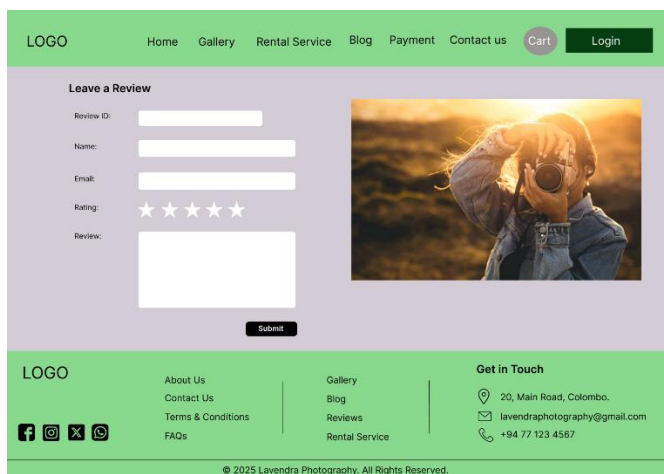 LOGO
Home Gallery Rental Service Blog Payment Contact us Cart Login
Leave a Review
Review ID:
Name:
Email:
Rating:
Review:
Submit
LOGO
About Us
Contact Us
Terms & Conditions
FAQs
Gallery
Blog
Reviews
Rental Service
Get in Touch
20, Main Road, Colombo.
lavendraphotography@gmail.com
+94 77 123 4567
© 2025 Lavendra Photography. All Rights Reserved.